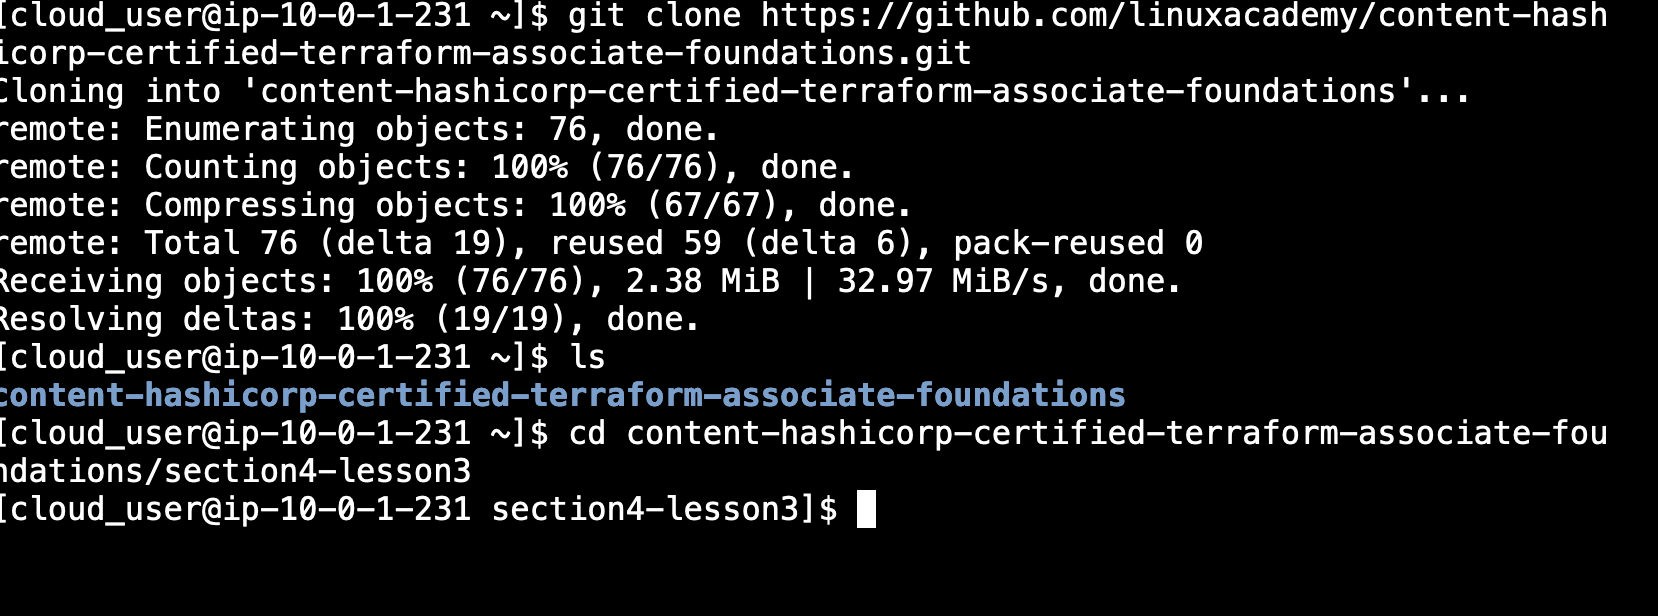 [cloud_user@ip-10-0-1-231 ~]$ git clone https://github.com/linuxacademy/content-hash
icorp-certified-terraform-associate-foundations.git
Cloning into 'content-hashicorp-certified-terraform-associate-foundations'...
remote: Enumerating objects: 76, done.
remote: Counting objects: 100% (76/76), done.
remote: Compressing objects: 100% (67/67), done.
remote: Total 76 (delta 19), reused 59 (delta 6), pack-reused 0
Receiving objects: 100% (76/76), 2.38 MiB | 32.97 MiB/s, done.
Resolving deltas: 100% (19/19), done.
[cloud_user@ip-10-0-1-231 ~]$ ls
content-hashicorp-certified-terraform-associate-foundations
[cloud_user@ip-10-0-1-231 ~]$ cd content-hashicorp-certified-terraform-associate-fou
ndations/section4-lesson3
[cloud_user@ip-10-0-1-231 section4-lesson3]$